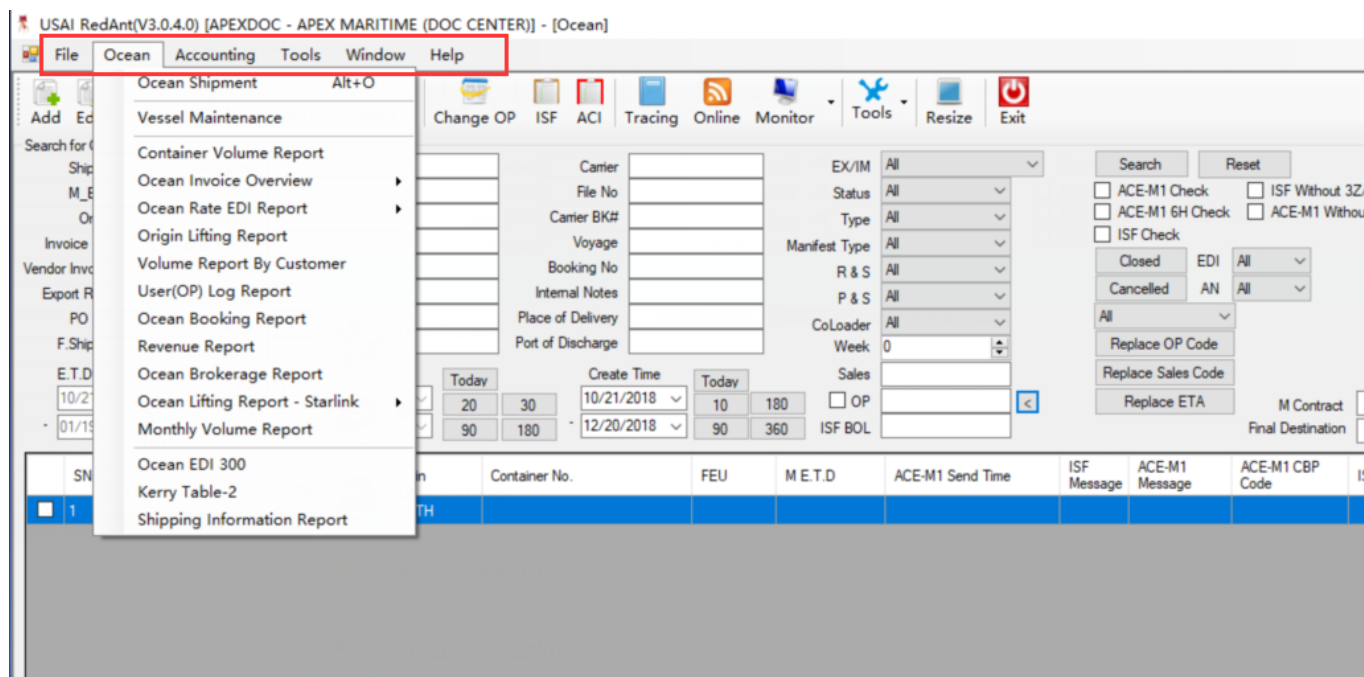 USAI RedAnt(V3.0.4.0) [APEXDOC - APEX MARITIME (DOC CENTER)] - [Ocean]
File Ocean Accounting Tools Window Help
Ocean Shipment Alt+O
Vessel Maintenance
Container Volume Report
Ocean Invoice Overview
Ocean Rate EDI Report
Origin Lifting Report
Volume Report By Customer
User(OP) Log Report
Ocean Booking Report
Revenue Report
Ocean Brokerage Report
Ocean Lifting Report - Starlink
Monthly Volume Report
Ocean EDI 300
Kerry Table-2
Shipping Information Report
Add Change OP ISF ACI Tracing Online Monitor Tools Resize Exit
Search for
Invoice
PO
E.T.D
Carrier
File No
Carrier BK#
Voyage
Booking No
Internal Notes
Place of Delivery
Port of Discharge
EX/IM All
Status All
Type All
Manifest Type All
R & S All
P & S All
CoLoader All
Week 0
Sales
OP <
ISF BOL
Search Reset
ACE-M1 Check ISF Without
ACE-M1 6H Check ACE-M1
ISF Check
Closed EDI All
Cancelled AN All
All
Replace OP Code
Replace Sales Code
Replace ETA
M Contract
Final Destination
Today
20 30
90 180
Create Time
10/21/2018
- 12/20/2018
Today
10 180
90 360
SN Container No. FEU M E.T.D ACE-M1 Send Time ISF Message ACE-M1 Message ACE-M1 CBP Code
1